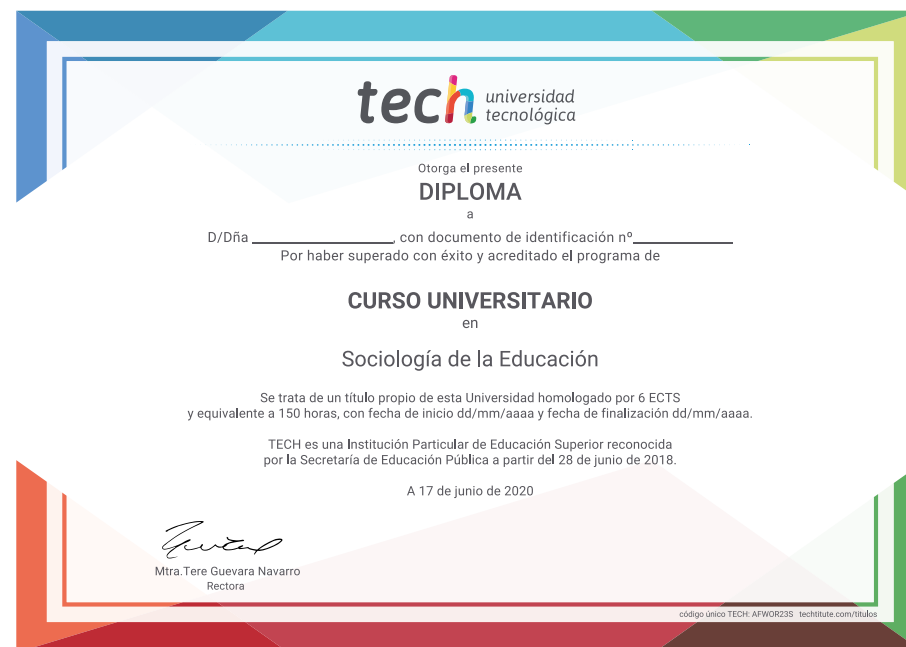 tech universidad
tecnológica
Otorga el presente
DIPLOMA
a
D/Dña ____________________, con documento de identificación nº______________
Por haber superado con éxito y acreditado el programa de
CURSO UNIVERSITARIO
en
Sociología de la Educación
Se trata de un título propio de esta Universidad homologado por 6 ECTS
y equivalente a 150 horas, con fecha de inicio dd/mm/aaaa y fecha de finalización dd/mm/aaaa.
TECH es una Institución Particular de Educación Superior reconocida
por la Secretaría de Educación Pública a partir del 28 de junio de 2018.
A 17 de junio de 2020
Mtra.Tere Guevara Navarro
Rectora
código único TECH: AFWOR23S techtitute.com/titulos